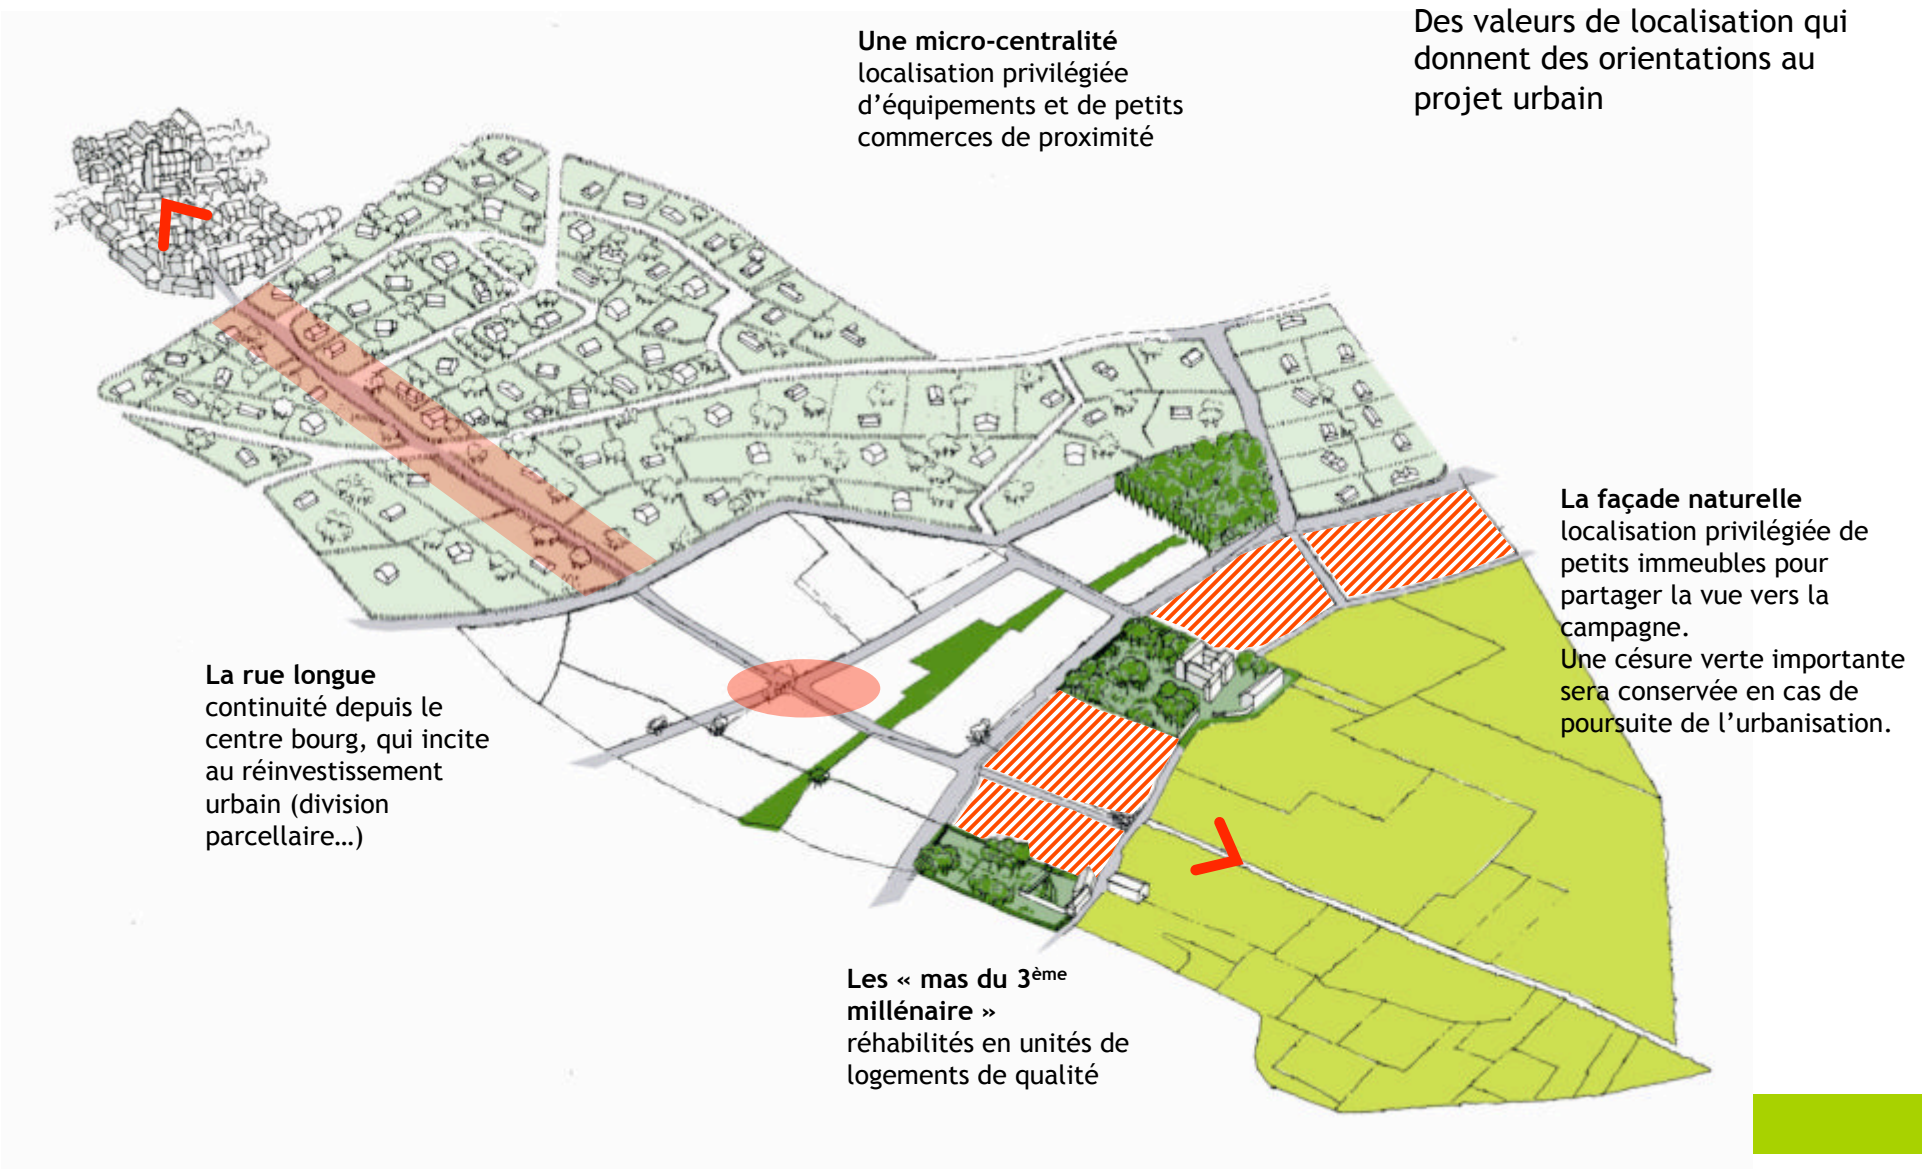 Des valeurs de localisation qui
donnent des orientations au
projet urbain
Une micro-centralité
localisation privilégiée
d’équipements et de petits
commerces de proximité
La façade naturelle
localisation privilégiée de
petits immeubles pour
partager la vue vers la
campagne.
Une césure verte importante
sera conservée en cas de
poursuite de l’urbanisation.
La rue longue
continuité depuis le
centre bourg, qui incite
au réinvestissement
urbain (division
parcellaire…)
Les « mas du 3ème
millénaire »
réhabilités en unités de
logements de qualité